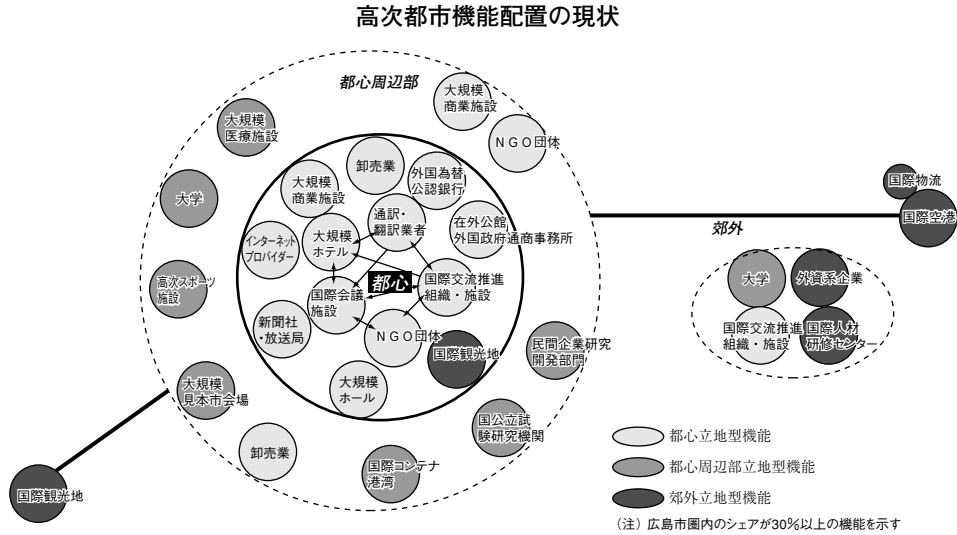 高次都市機能配置の現状
都心周辺部
大規模
商業施設
NGO団体
大規模
医療施設
大学
高次スポーツ
施設
大規模
見本市会場
卸売業
国際コンテナ
港湾
国公立試
験研究機関
民間企業研究
開発部門
卸売業
外国為替
公認銀行
大規模
商業施設
通訳・
翻訳業者
在外公館
外国政府通商事務所
インターネット
プロバイダー
大規模
ホテル
都心
国際会議
施設
国際交流推進
組織・施設
新聞社
・放送局
NGO団体
国際観光地
大規模
ホール
国際観光地
国際物流
国際空港
郊外
大学
外資系企業
国際交流推進
組織・施設
国際人材
研修センター
都心立地型機能
都心周辺部立地型機能
郊外立地型機能
（注）広島市圏内のシェアが30％以上の機能を示す